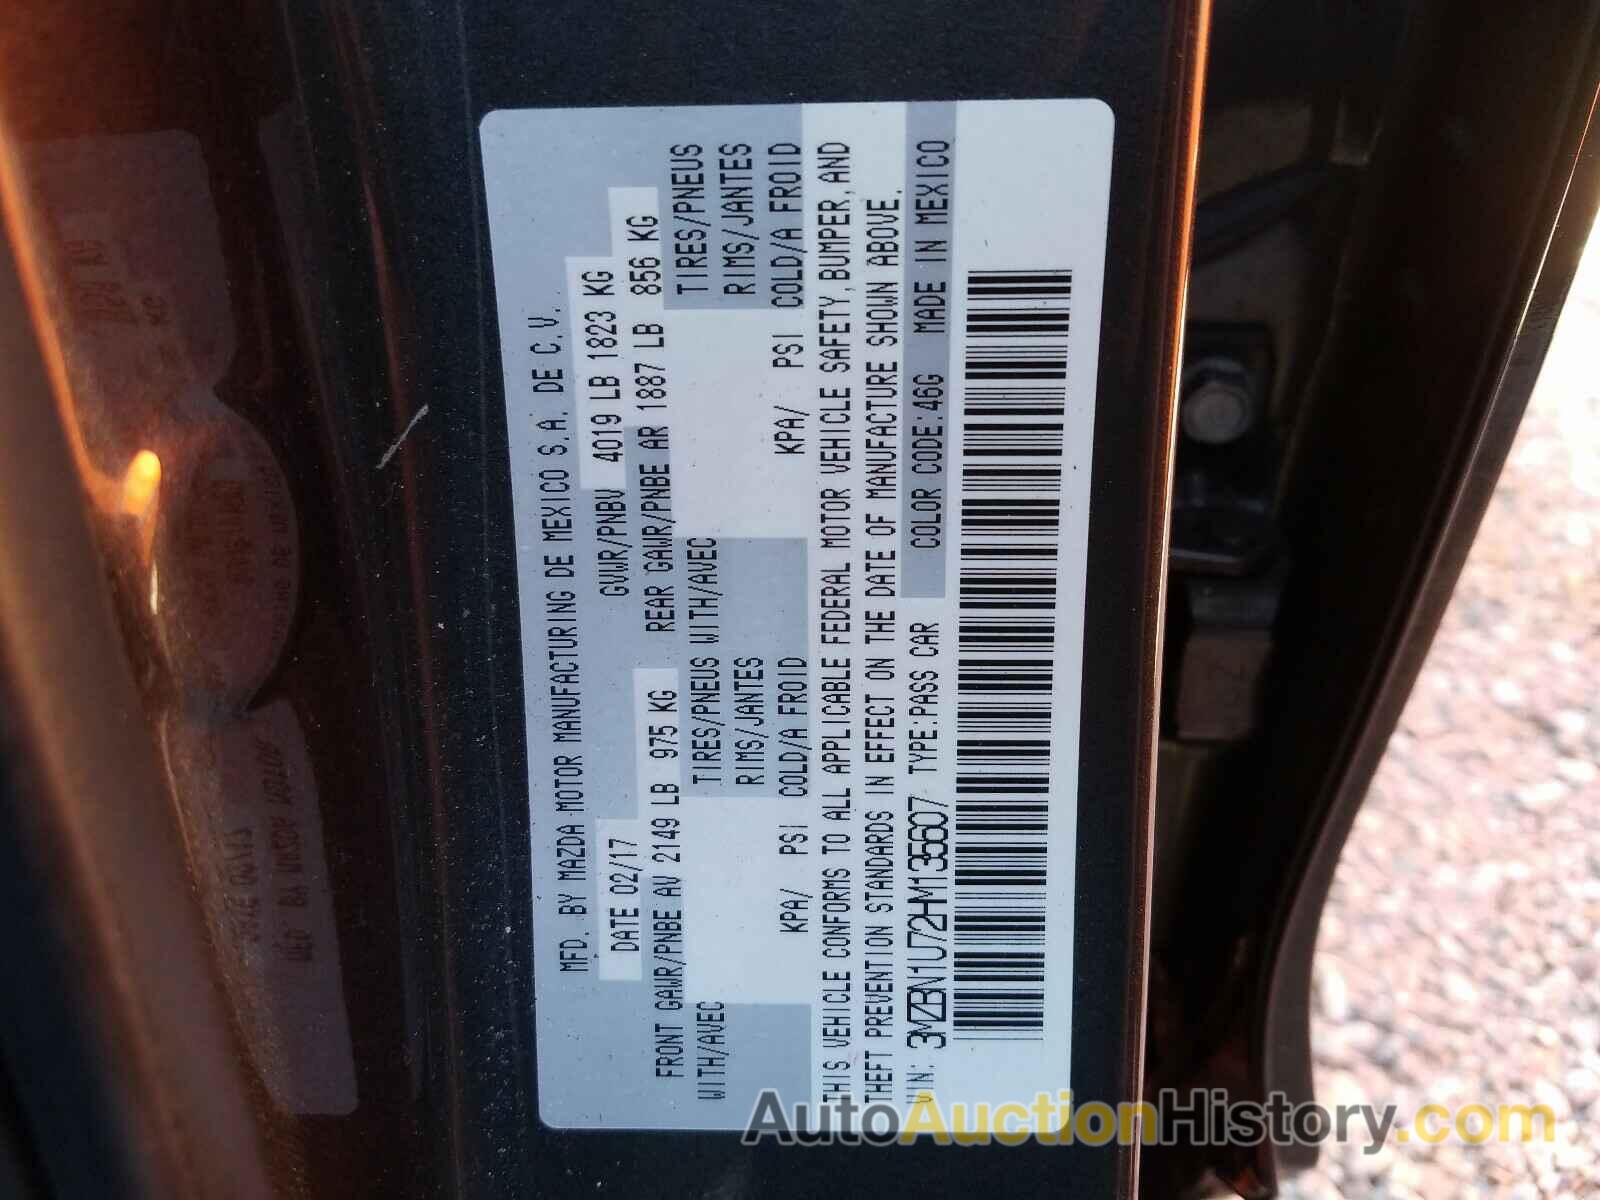 MFD. BY MAZDA MOTOR MANUFACTURING DE MEXICO S.A. DE C.V.
DATE 02/17 GVWR/PNBV 4019 LB 1823 KG
FRONT GAWR/PNBE AV 2149 LB 975 KG REAR GAWR/PNBE AR 1887 LB 856 KG
WITH/AVEC TIRES/PNEUS WITH/AVEC TIRES/PNEUS
RIMS/JANTES RIMS/JANTES
KPA/ PSI COLD/A FROID KPA/ PSI COLD/A FROID
THIS VEHICLE CONFORMS TO ALL APPLICABLE FEDERAL MOTOR VEHICLE SAFETY, BUMPER, AND
THEFT PREVENTION STANDARDS IN EFFECT ON THE DATE OF MANUFACTURE SHOWN ABOVE.
VIN: 3MZBN1U72HM135607 TYPE:PASS CAR COLOR CODE:46G MADE IN MEXICO
AutoAuctionHistory.com